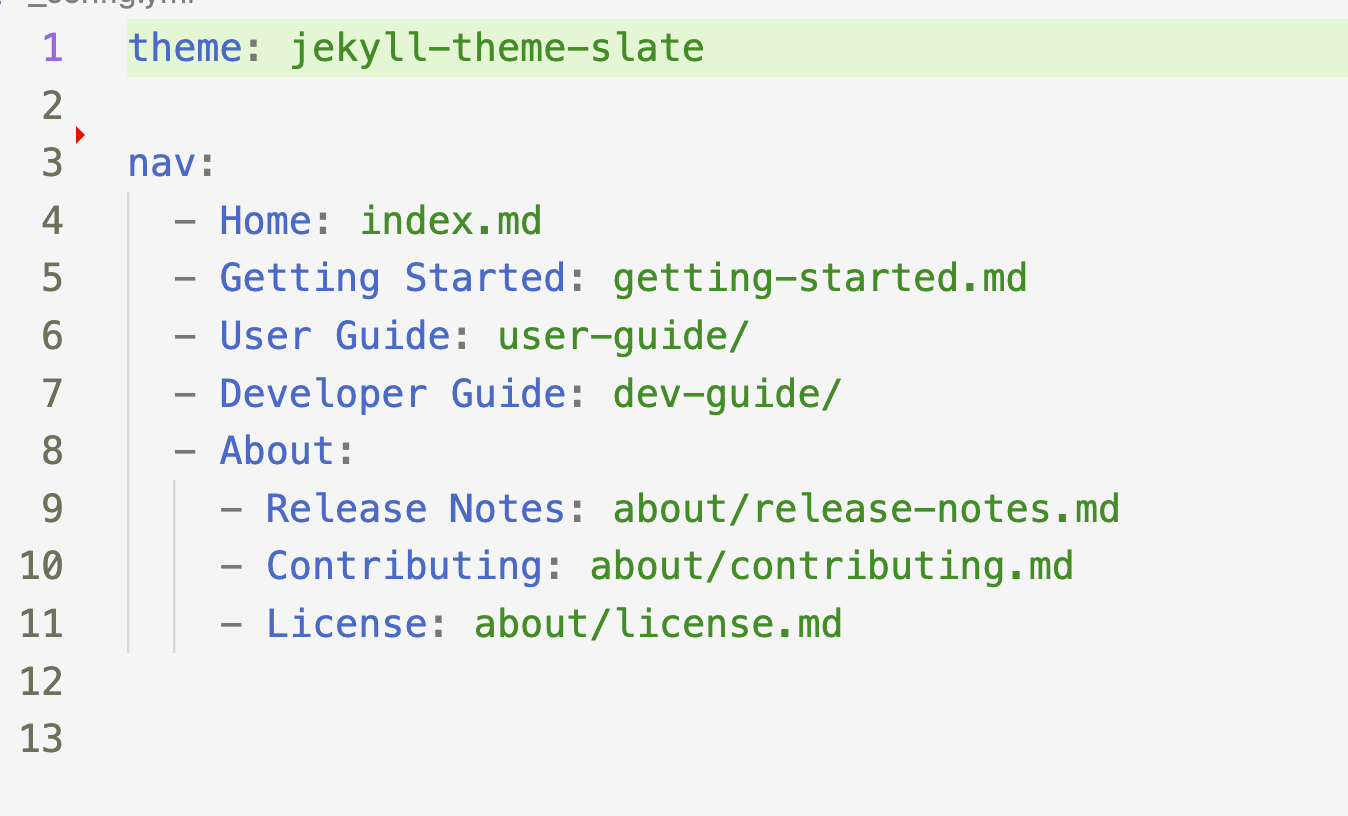 _config.yml
1 theme: jekyll-theme-slate
2
3 nav:
4   - Home: index.md
5   - Getting Started: getting-started.md
6   - User Guide: user-guide/
7   - Developer Guide: dev-guide/
8   - About:
9     - Release Notes: about/release-notes.md
10     - Contributing: about/contributing.md
11     - License: about/license.md
12
13